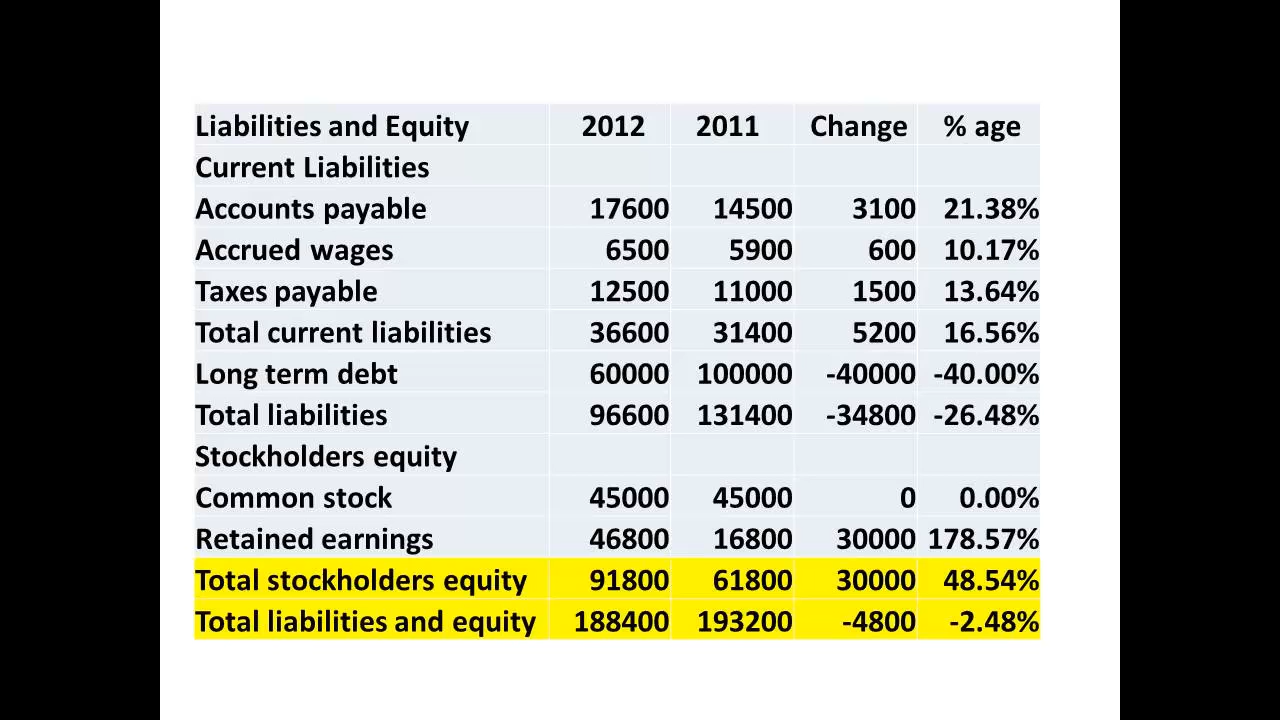 Liabilities and Equity 2012 2011 Change % age
Current Liabilities
Accounts payable 17600 14500 3100 21.38%
Accrued wages 6500 5900 600 10.17%
Taxes payable 12500 11000 1500 13.64%
Total current liabilities 36600 31400 5200 16.56%
Long term debt 60000 100000 -40000 -40.00%
Total liabilities 96600 131400 -34800 -26.48%
Stockholders equity
Common stock 45000 45000 0 0.00%
Retained earnings 46800 16800 30000 178.57%
Total stockholders equity 91800 61800 30000 48.54%
Total liabilities and equity 188400 193200 -4800 -2.48%